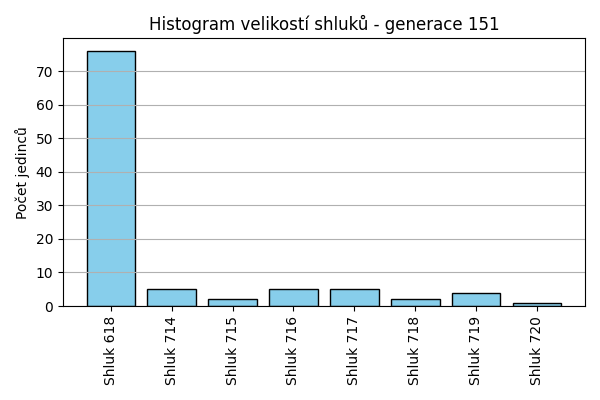 Histogram velikostí shluků - generace 151
Počet jedinců
70
60
50
40
30
20
10
0
Shluk 618
Shluk 714
Shluk 715
Shluk 716
Shluk 717
Shluk 718
Shluk 719
Shluk 720